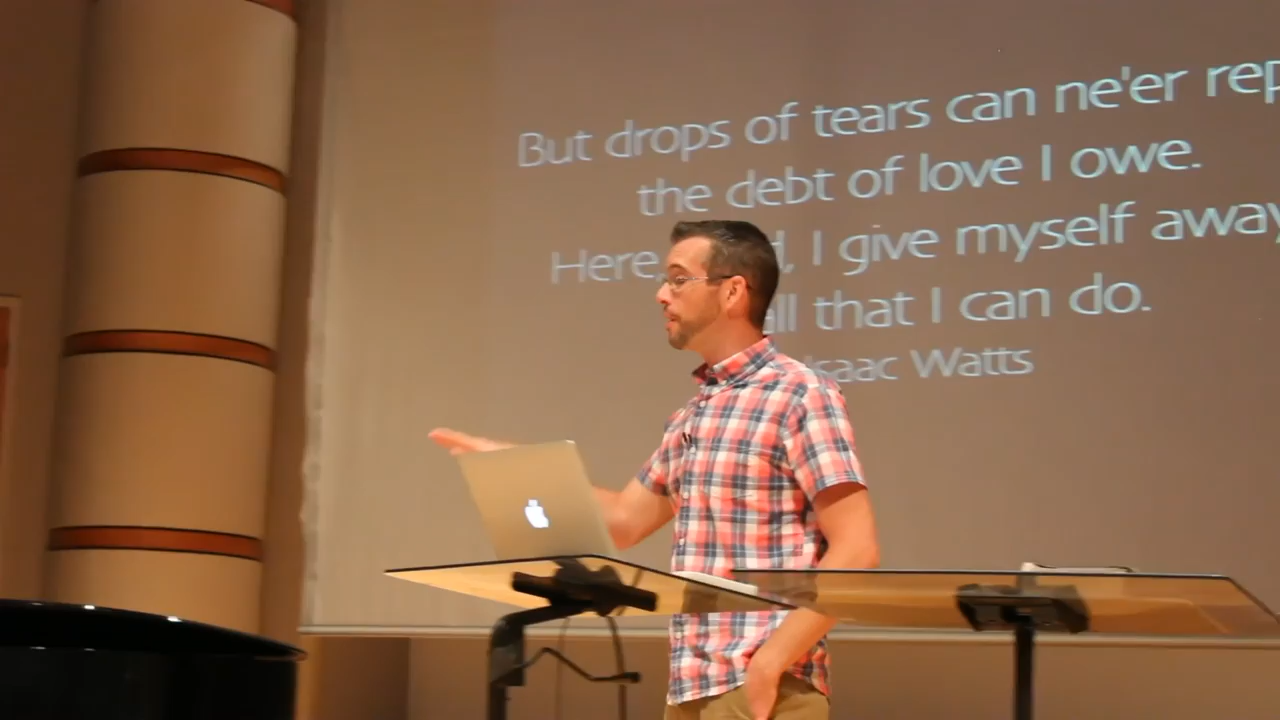 But drops of tears can ne'er rep
the debt of love I owe.
Here, , I give myself away
all that I can do.
Isaac Watts